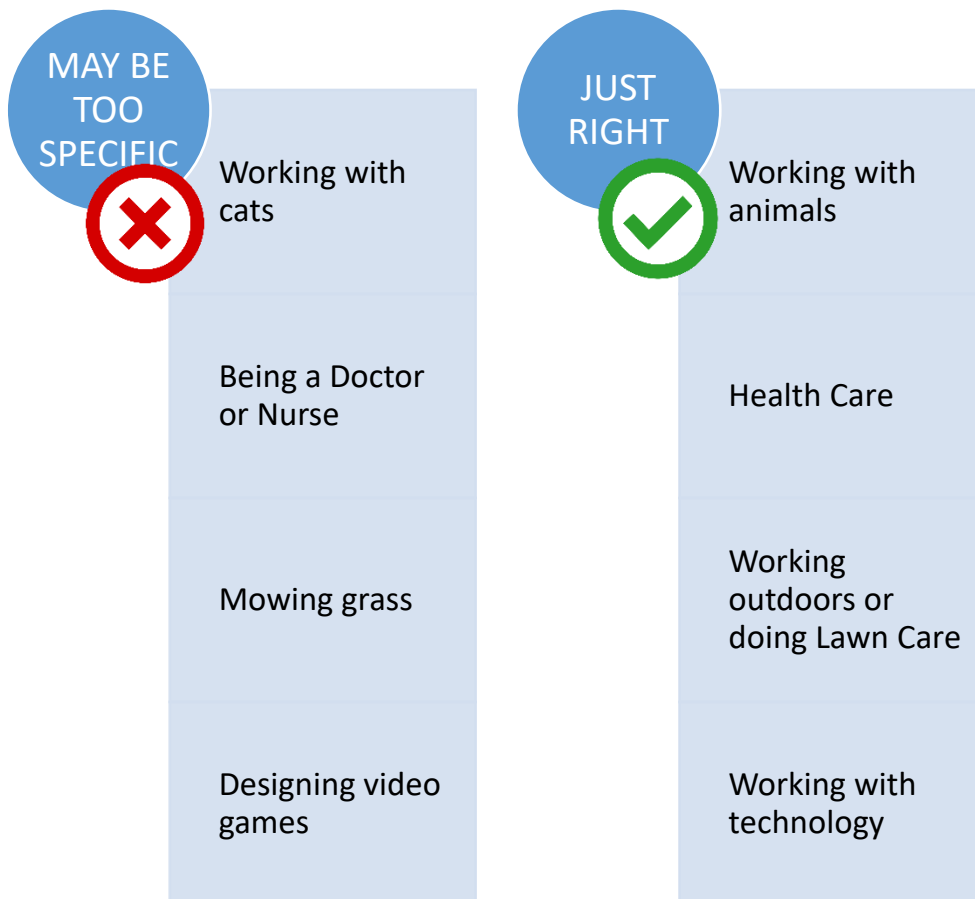 MAY BE
TOO
SPECIFIC
Working with
cats
Being a Doctor
or Nurse
Mowing grass
Designing video
games
JUST
RIGHT
Working with
animals
Health Care
Working
outdoors or
doing Lawn Care
Working with
technology